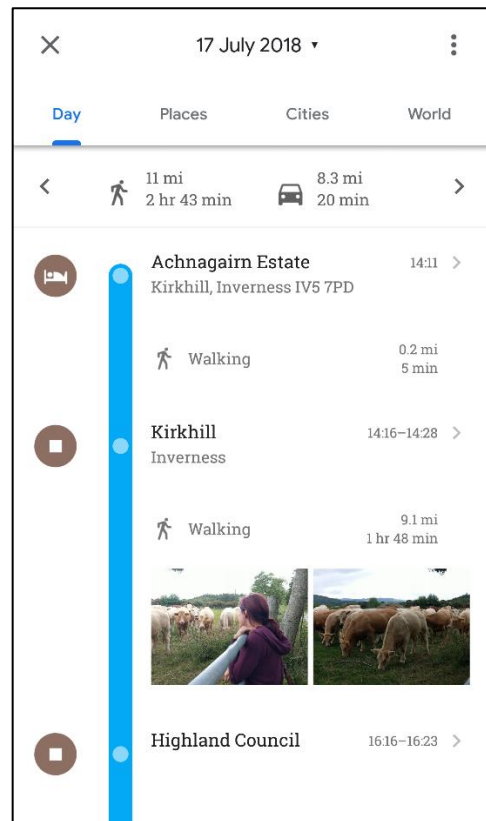 17 July 2018
Day Places Cities World
11 mi 8.3 mi
2 hr 43 min 20 min
Achnagairn Estate 14:11
Kirkhill, Inverness IV5 7PD
Walking 0.2 mi
5 min
Kirkhill 14:16–14:28
Inverness
Walking 9.1 mi
1 hr 48 min
Highland Council 16:16–16:23